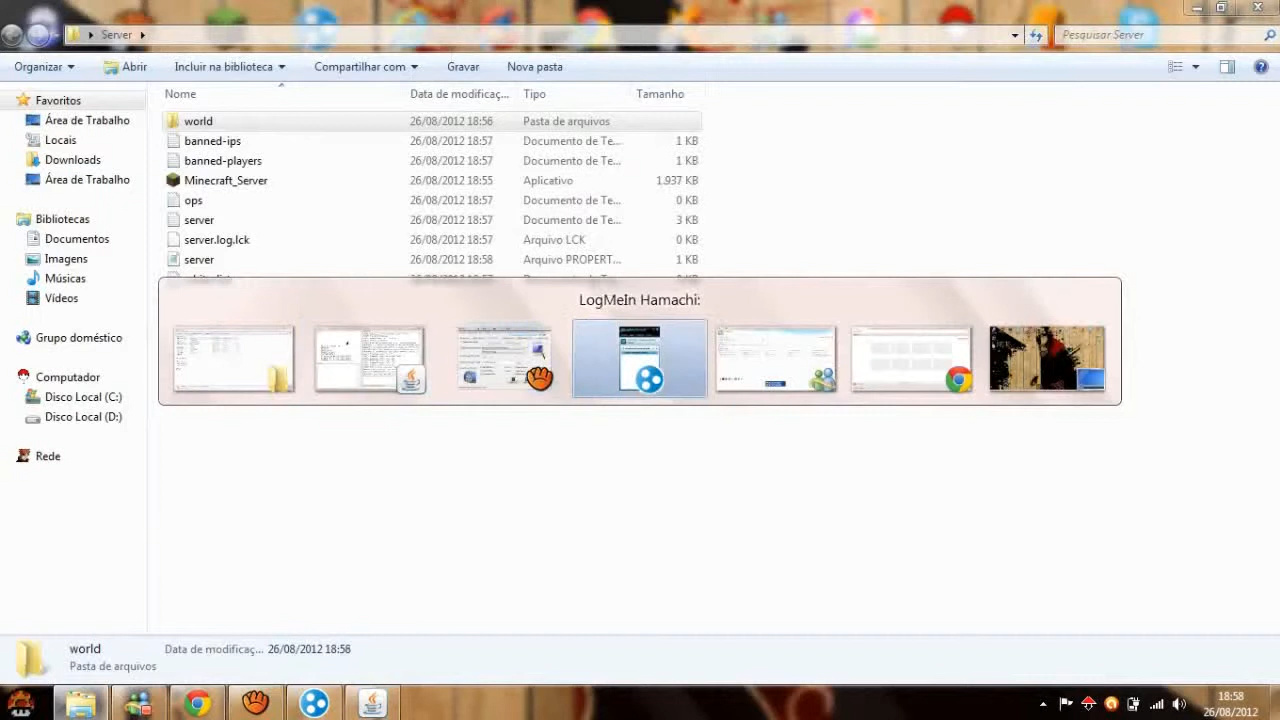 Server
Pesquisar Server
Organizar Abrir Incluir na biblioteca Compartilhar com Gravar Nova pasta
Nome Data de modificaç... Tipo Tamanho
Favoritos
Área de Trabalho
Locais
Downloads
Área de Trabalho
Bibliotecas
Documentos
Imagens
Músicas
Vídeos
Grupo doméstico
Computador
Disco Local (C:)
Disco Local (D:)
Rede
world 26/08/2012 18:56 Pasta de arquivos
banned-ips 26/08/2012 18:57 Documento de Te... 1 KB
banned-players 26/08/2012 18:57 Documento de Te... 1 KB
Minecraft_Server 26/08/2012 18:55 Aplicativo 1.937 KB
ops 26/08/2012 18:57 Documento de Te... 0 KB
server 26/08/2012 18:57 Documento de Te... 3 KB
server.log.lck 26/08/2012 18:57 Arquivo LCK 0 KB
server 26/08/2012 18:58 Arquivo PROPERT... 1 KB
LogMeIn Hamachi:
world Data de modificaç... 26/08/2012 18:58
Pasta de arquivos
18:58
26/08/2012